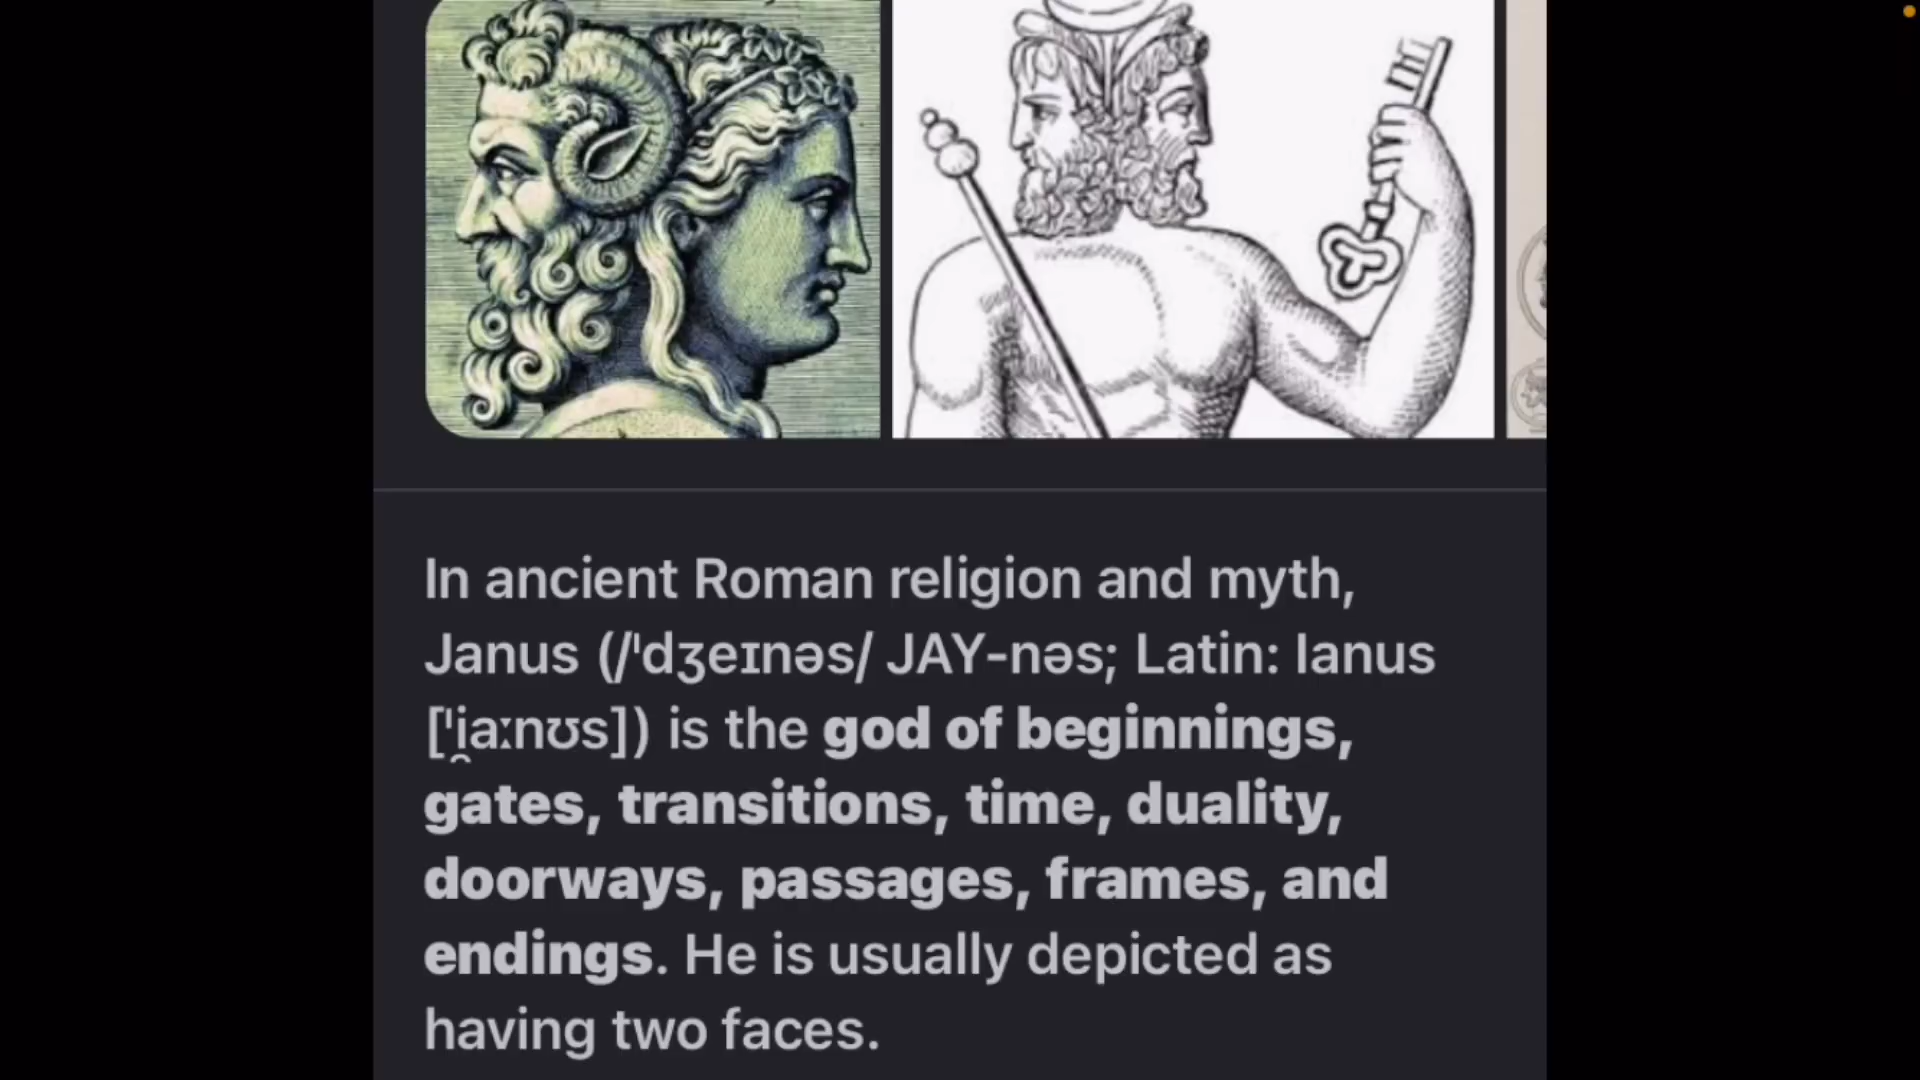 In ancient Roman religion and myth,
Janus (/ˈdʒeɪnəs/ JAY-nəs; Latin: Ianus
[ˈi̯aːnʊs]) is the god of beginnings,
gates, transitions, time, duality,
doorways, passages, frames, and
endings. He is usually depicted as
having two faces.